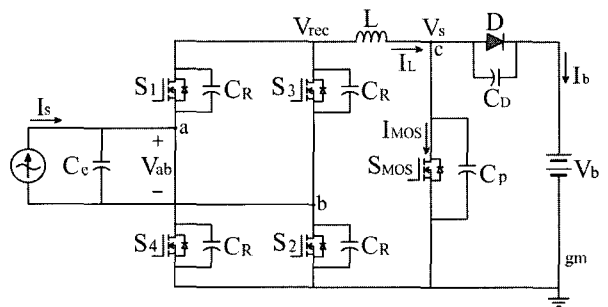 V_rec
L
V_s
D
c
I_L
C_D
I_b
S_1
C_R
S_3
C_R
I_s
+
a
I_MOS
C_e
V_ab
S_MOS
C_p
V_b
−
b
S_4
C_R
S_2
C_R
gm